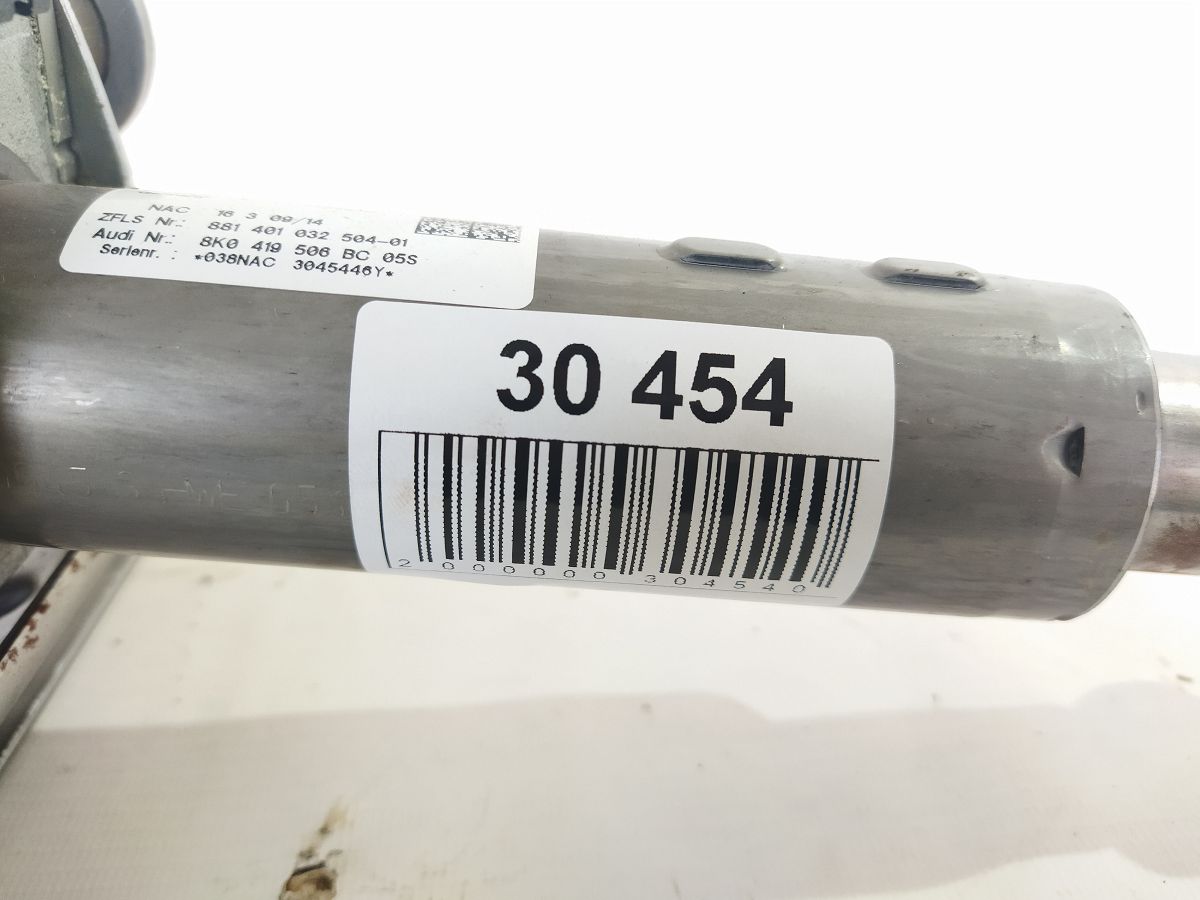 NAC 16 3 09/14
ZFLS Nr.: 881 401 032 504-01
Audi Nr.: 8K0 419 506 BC 05S
Serienr. : *038NAC 3045446Y*
30 454
2 000000 304540